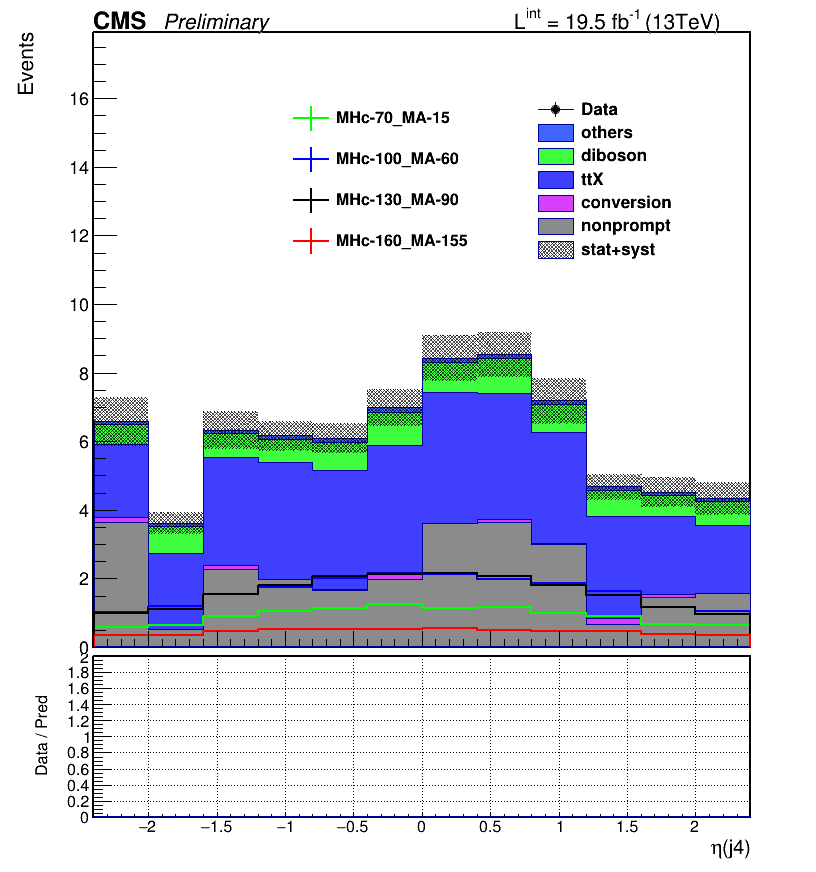 CMS Preliminary L^int = 19.5 fb^-1 (13TeV)
Events
MHc-70_MA-15
MHc-100_MA-60
MHc-130_MA-90
MHc-160_MA-155
Data
others
diboson
ttX
conversion
nonprompt
stat+syst
16
14
12
10
8
6
4
2
0
Data / Pred
2
1.8
1.6
1.4
1.2
1
0.8
0.6
0.4
0.2
0
−2 −1.5 −1 −0.5 0 0.5 1 1.5 2
η(j4)